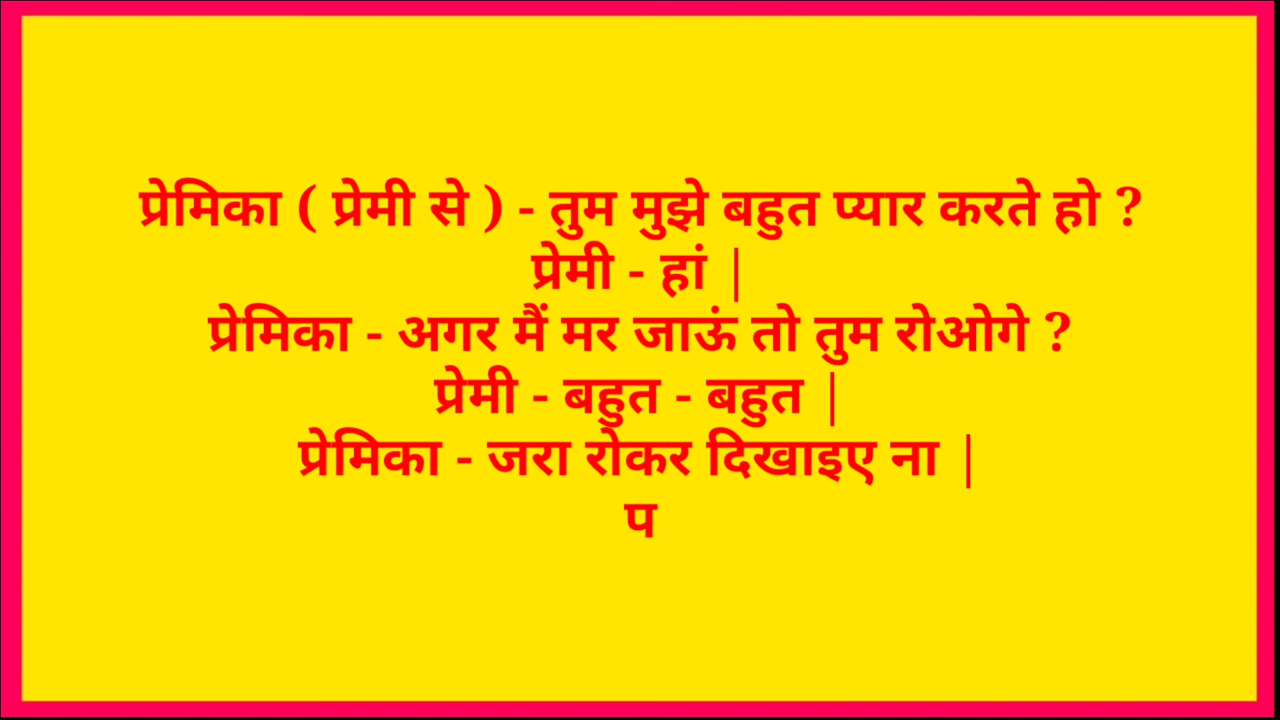 प्रेमिका ( प्रेमी से ) - तुम मुझे बहुत प्यार करते हो ?
प्रेमी - हां |
प्रेमिका - अगर मैं मर जाऊं तो तुम रोओगे ?
प्रेमी - बहुत - बहुत |
प्रेमिका - जरा रोकर दिखाइए ना |
प